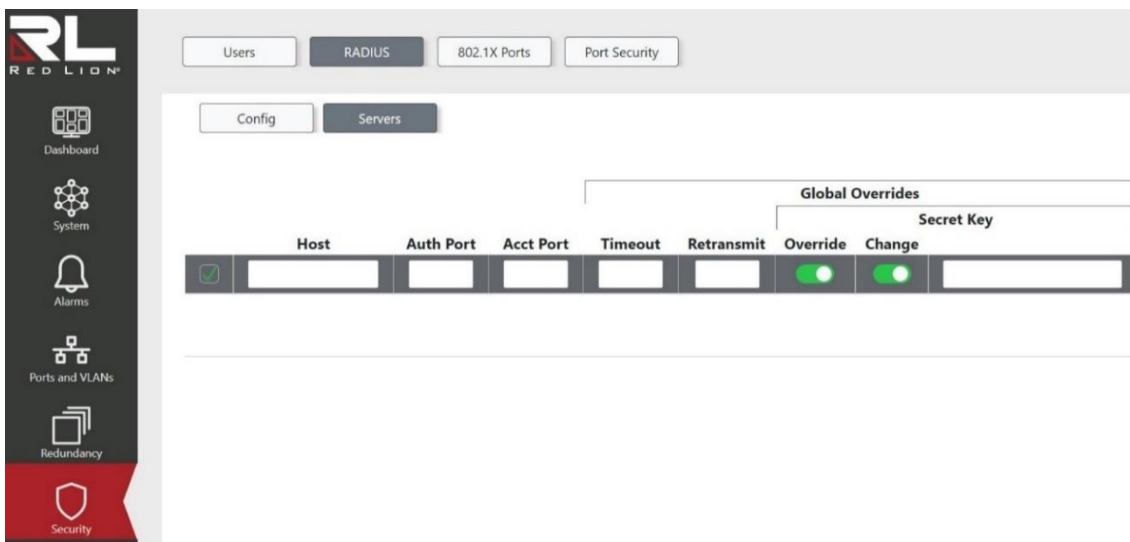 RL
RED LION®
Users RADIUS 802.1X Ports Port Security
Config Servers
Dashboard
System
Alarms
Ports and VLANs
Redundancy
Security
Global Overrides
Secret Key
Host Auth Port Acct Port Timeout Retransmit Override Change